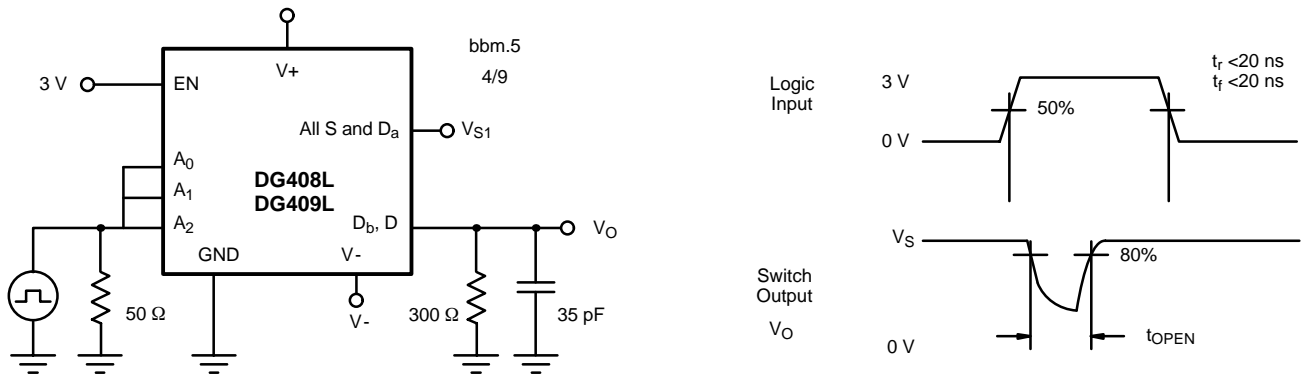 bbm.5
4/9
V+
3 V
EN
All S and Da
VS1
A0
A1
A2
DG408L
DG409L
Db, D
VO
GND
V-
V-
50 Ω
300 Ω
35 pF
Logic
Input
3 V
0 V
50%
tr <20 ns
tf <20 ns
VS
80%
Switch
Output
VO
0 V
tOPEN